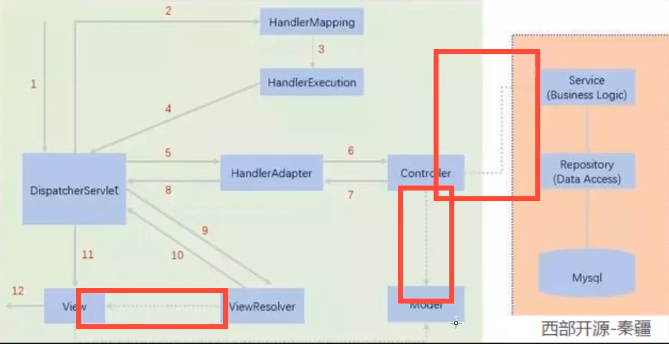 2
HandlerMapping
1
3
HandlerExecution
Service
(Business Logic)
4
5
6
DispatcherServlet
HandlerAdapter
Controller
Repository
(Data Access)
8
7
9
11
10
Mysql
12
View
ViewResolver
Model
西部开源-秦疆